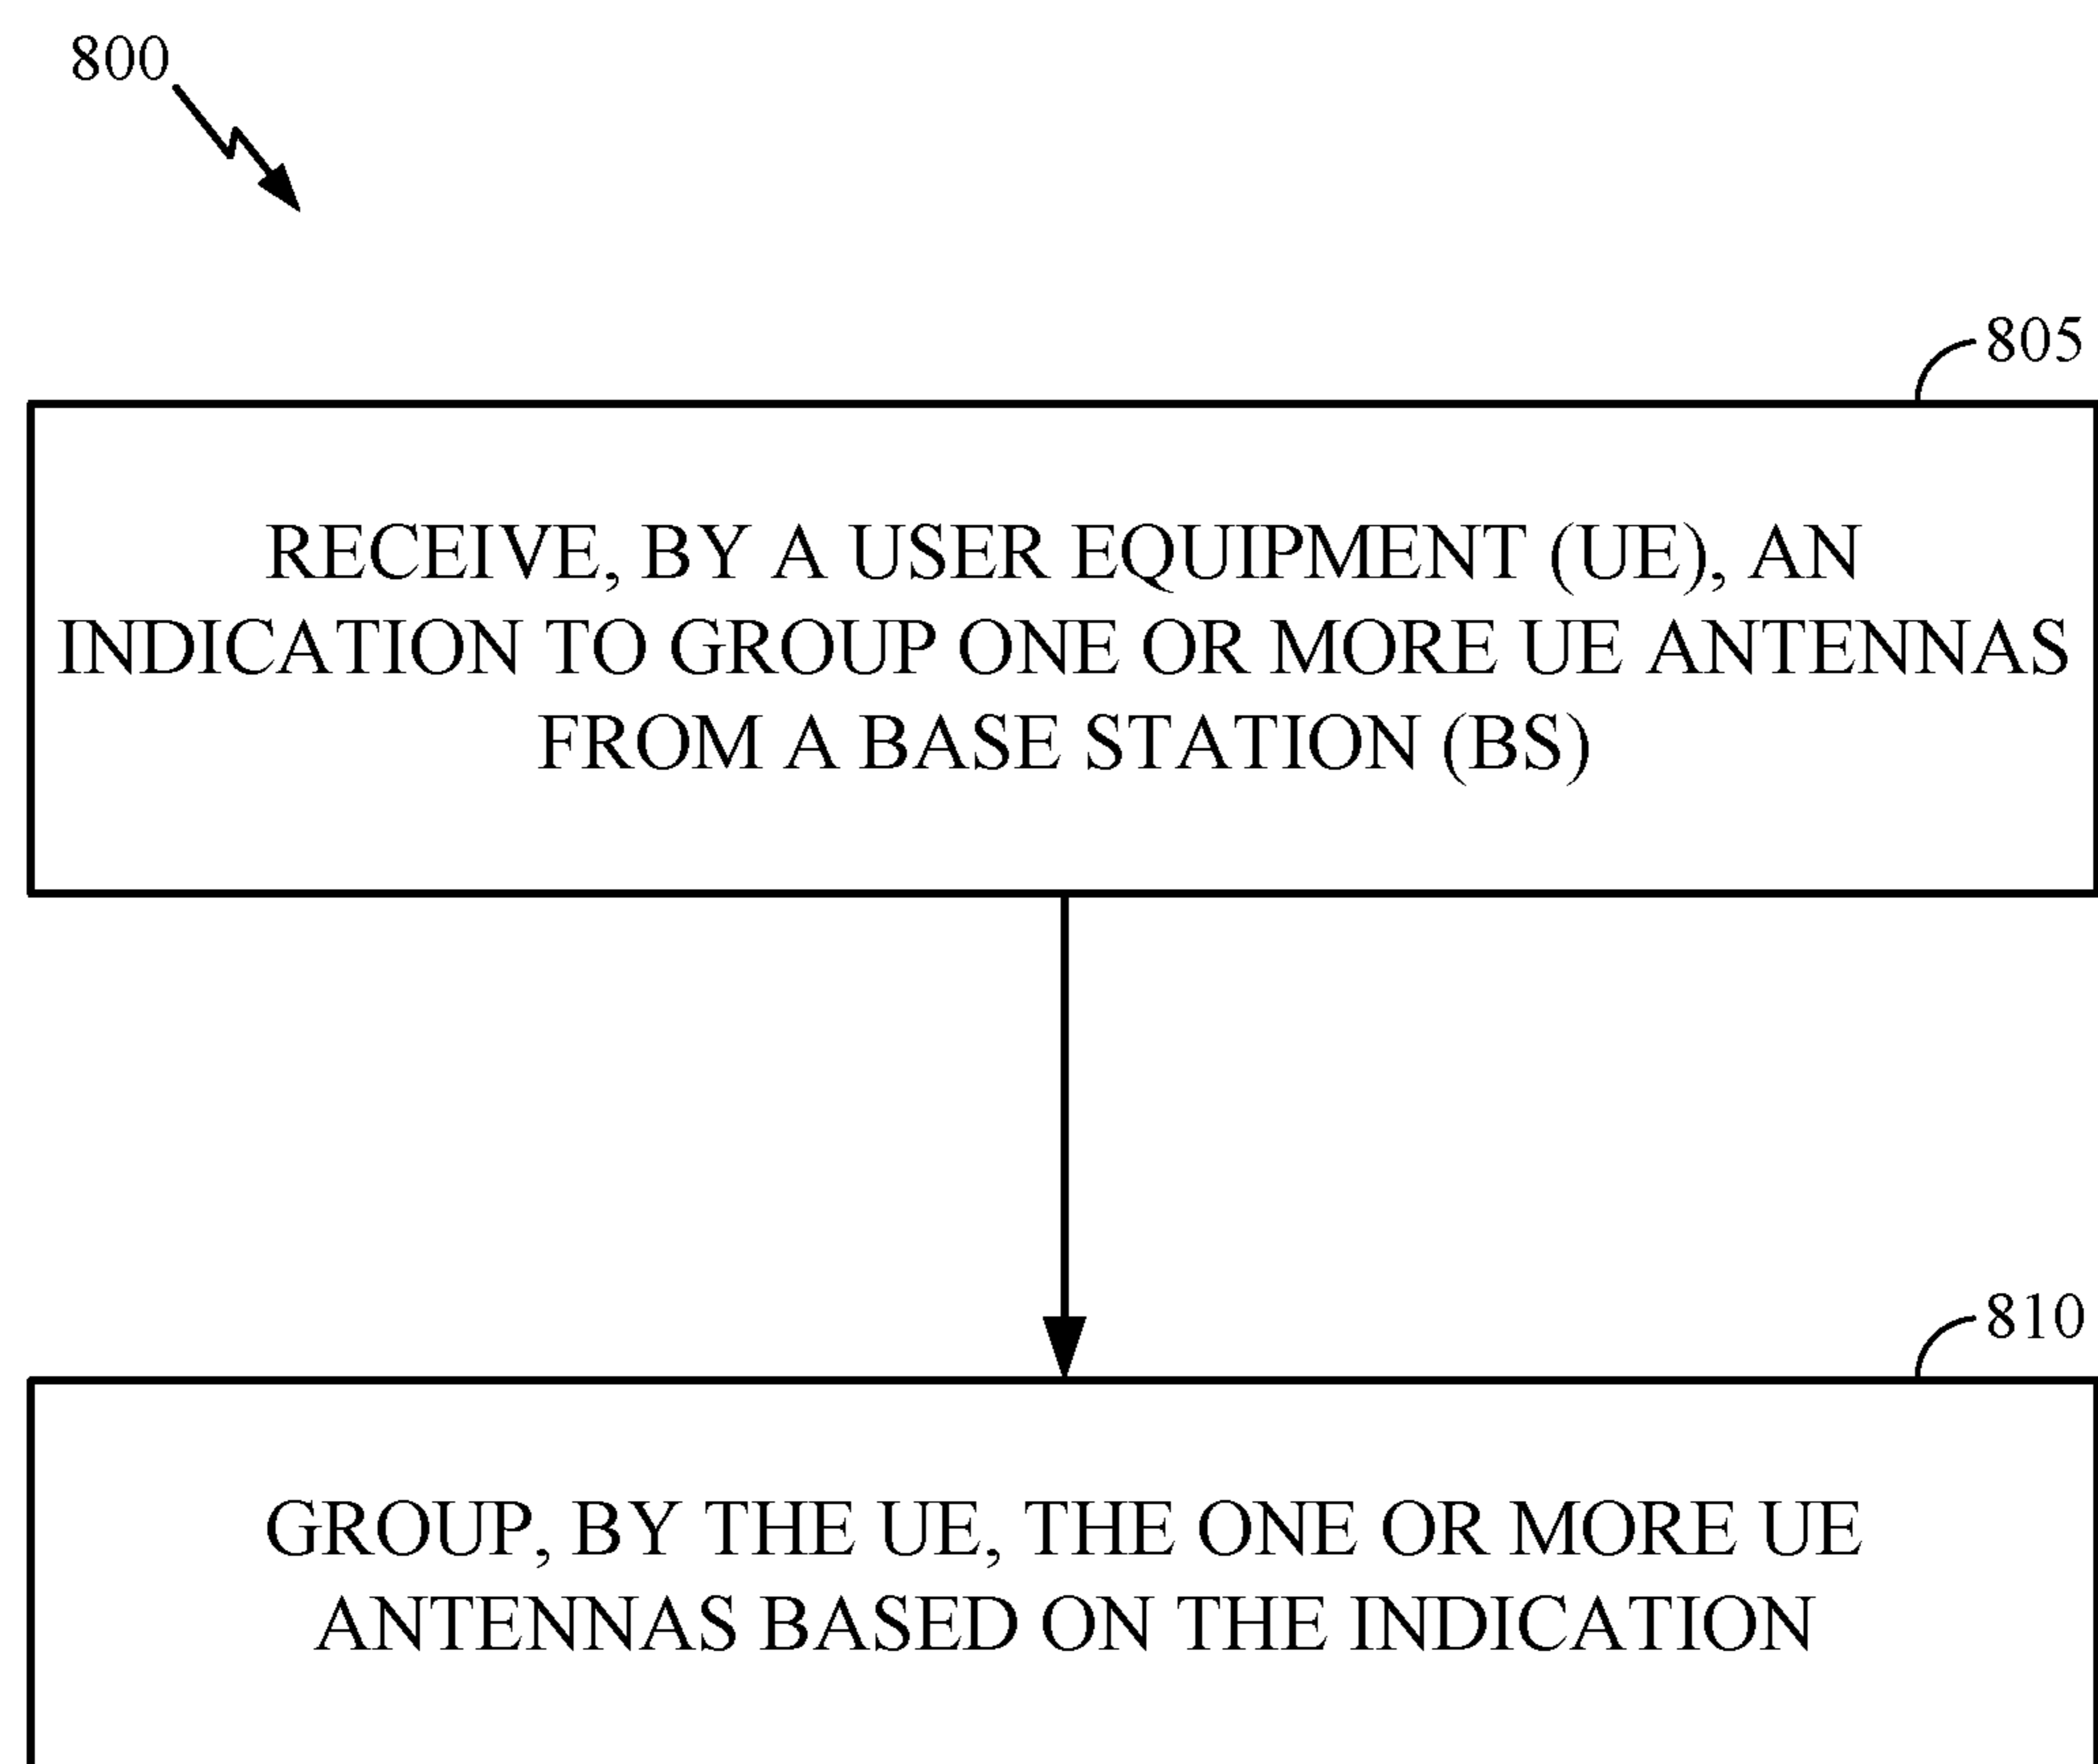 800
805
RECEIVE, BY A USER EQUIPMENT (UE), AN
INDICATION TO GROUP ONE OR MORE UE ANTENNAS
FROM A BASE STATION (BS)
810
GROUP, BY THE UE, THE ONE OR MORE UE
ANTENNAS BASED ON THE INDICATION